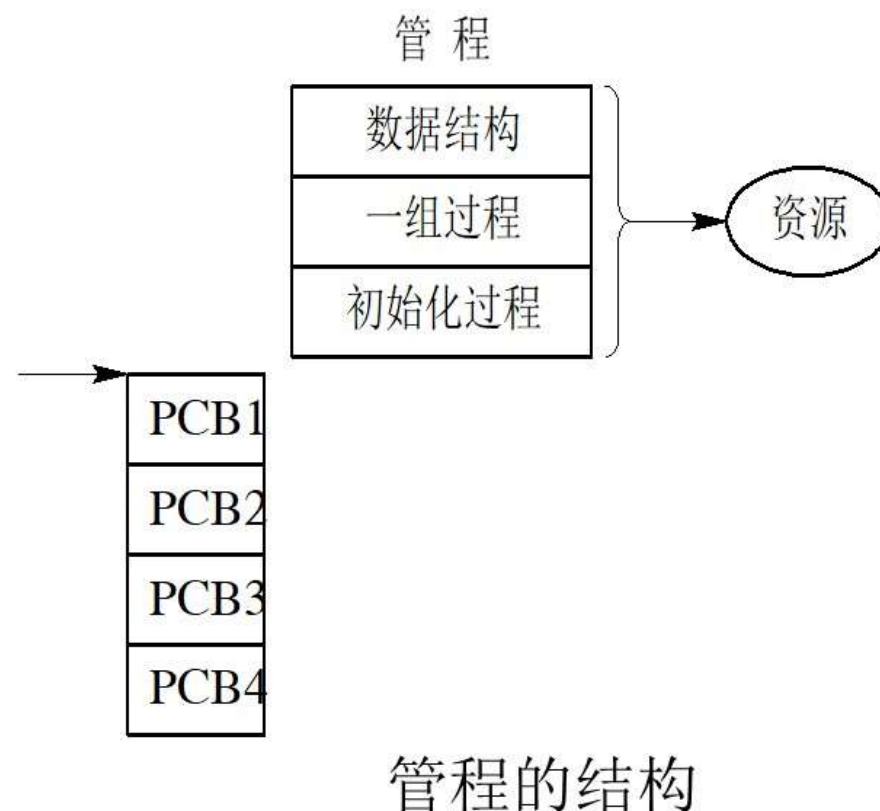 管 程
数据结构
一组过程
初始化过程
资源
PCB1
PCB2
PCB3
PCB4
管程的结构